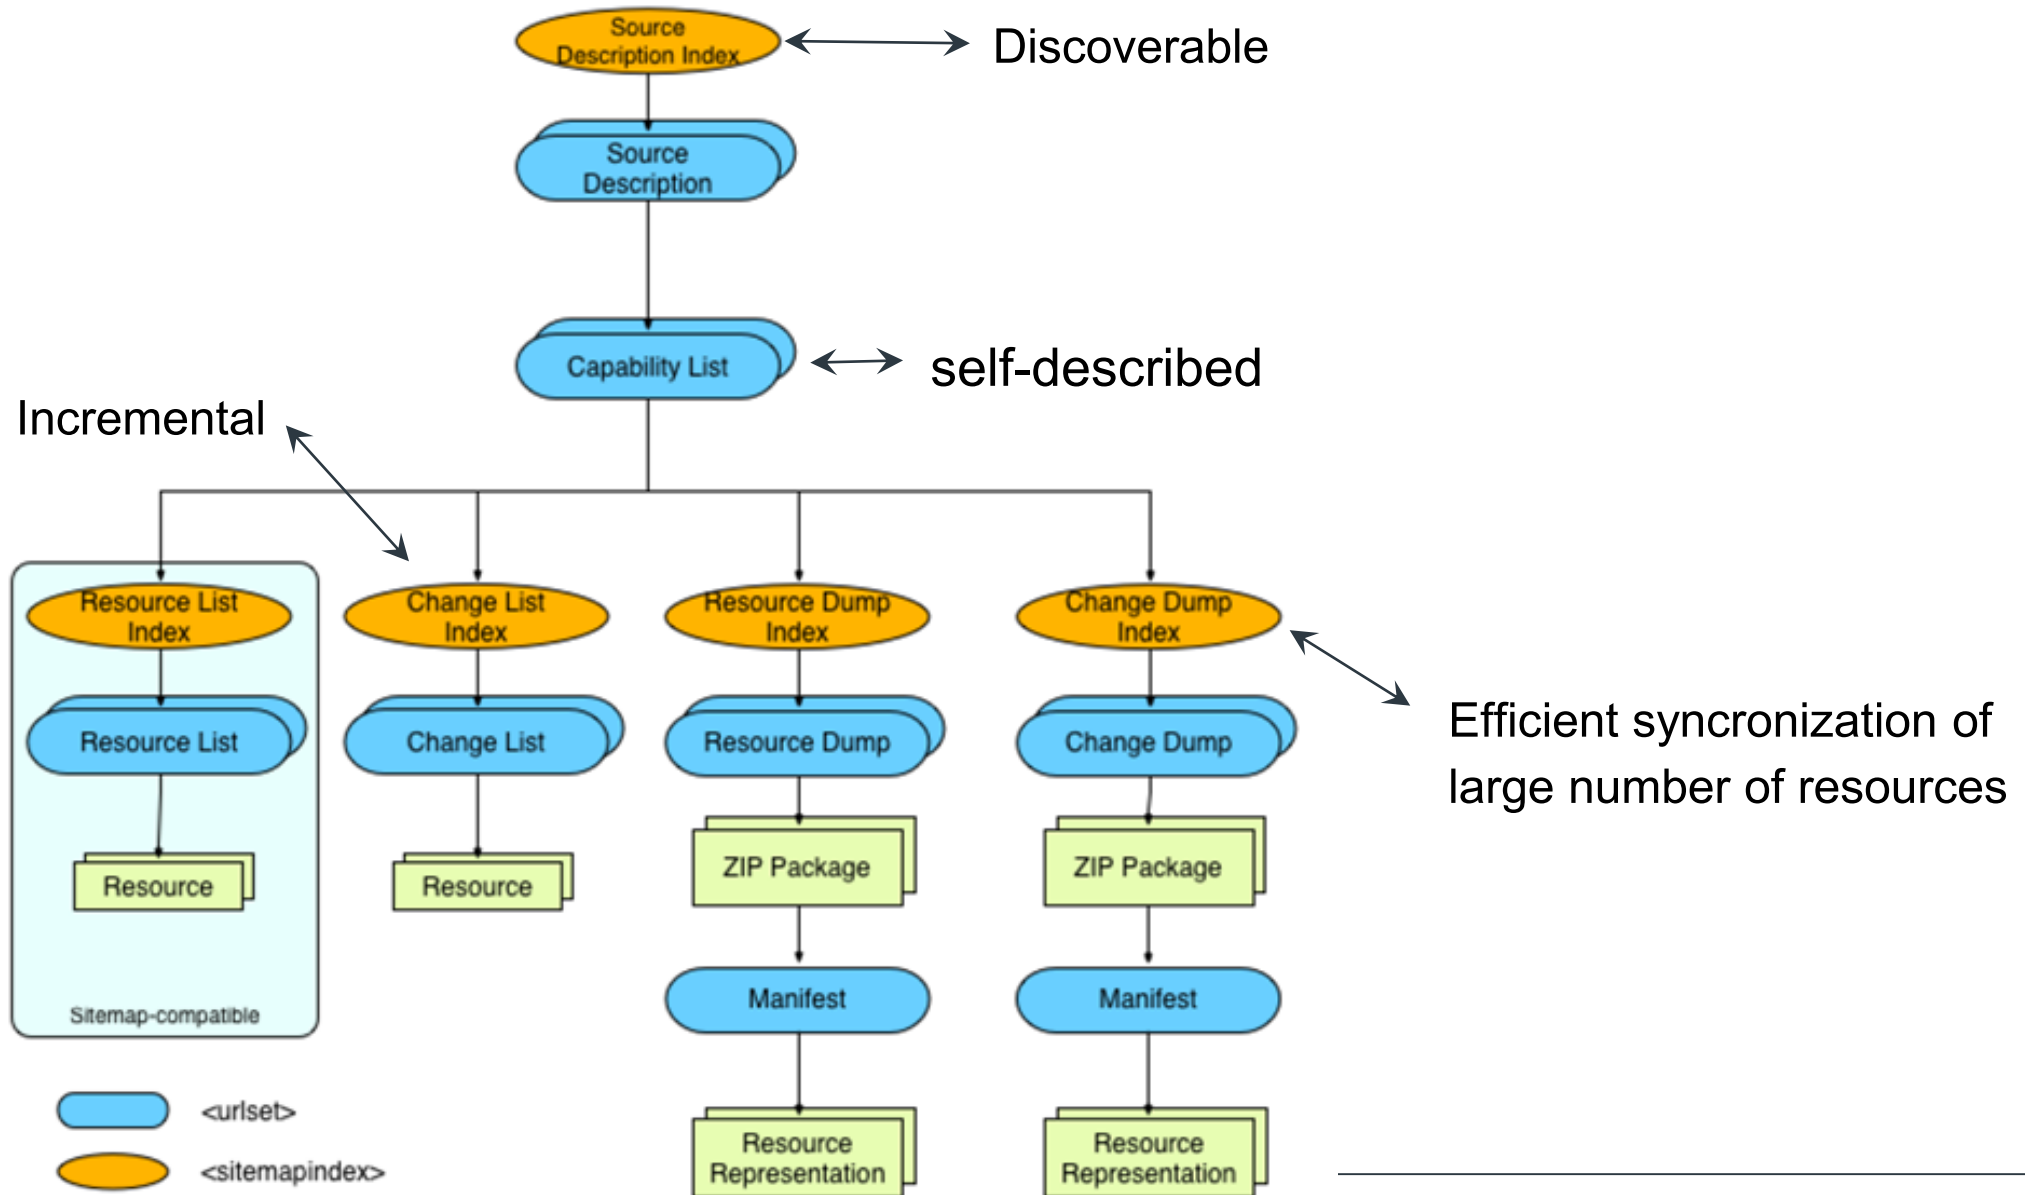 Source
Description Index
Discoverable
Source
Description
Capability List
self-described
Incremental
Resource List
Index
Change List
Index
Resource Dump
Index
Change Dump
Index
Resource List
Change List
Resource Dump
Change Dump
Efficient syncronization of
large number of resources
Resource
Resource
ZIP Package
ZIP Package
Manifest
Manifest
Sitemap-compatible
<urlset>
<sitemapindex>
Resource
Representation
Resource
Representation